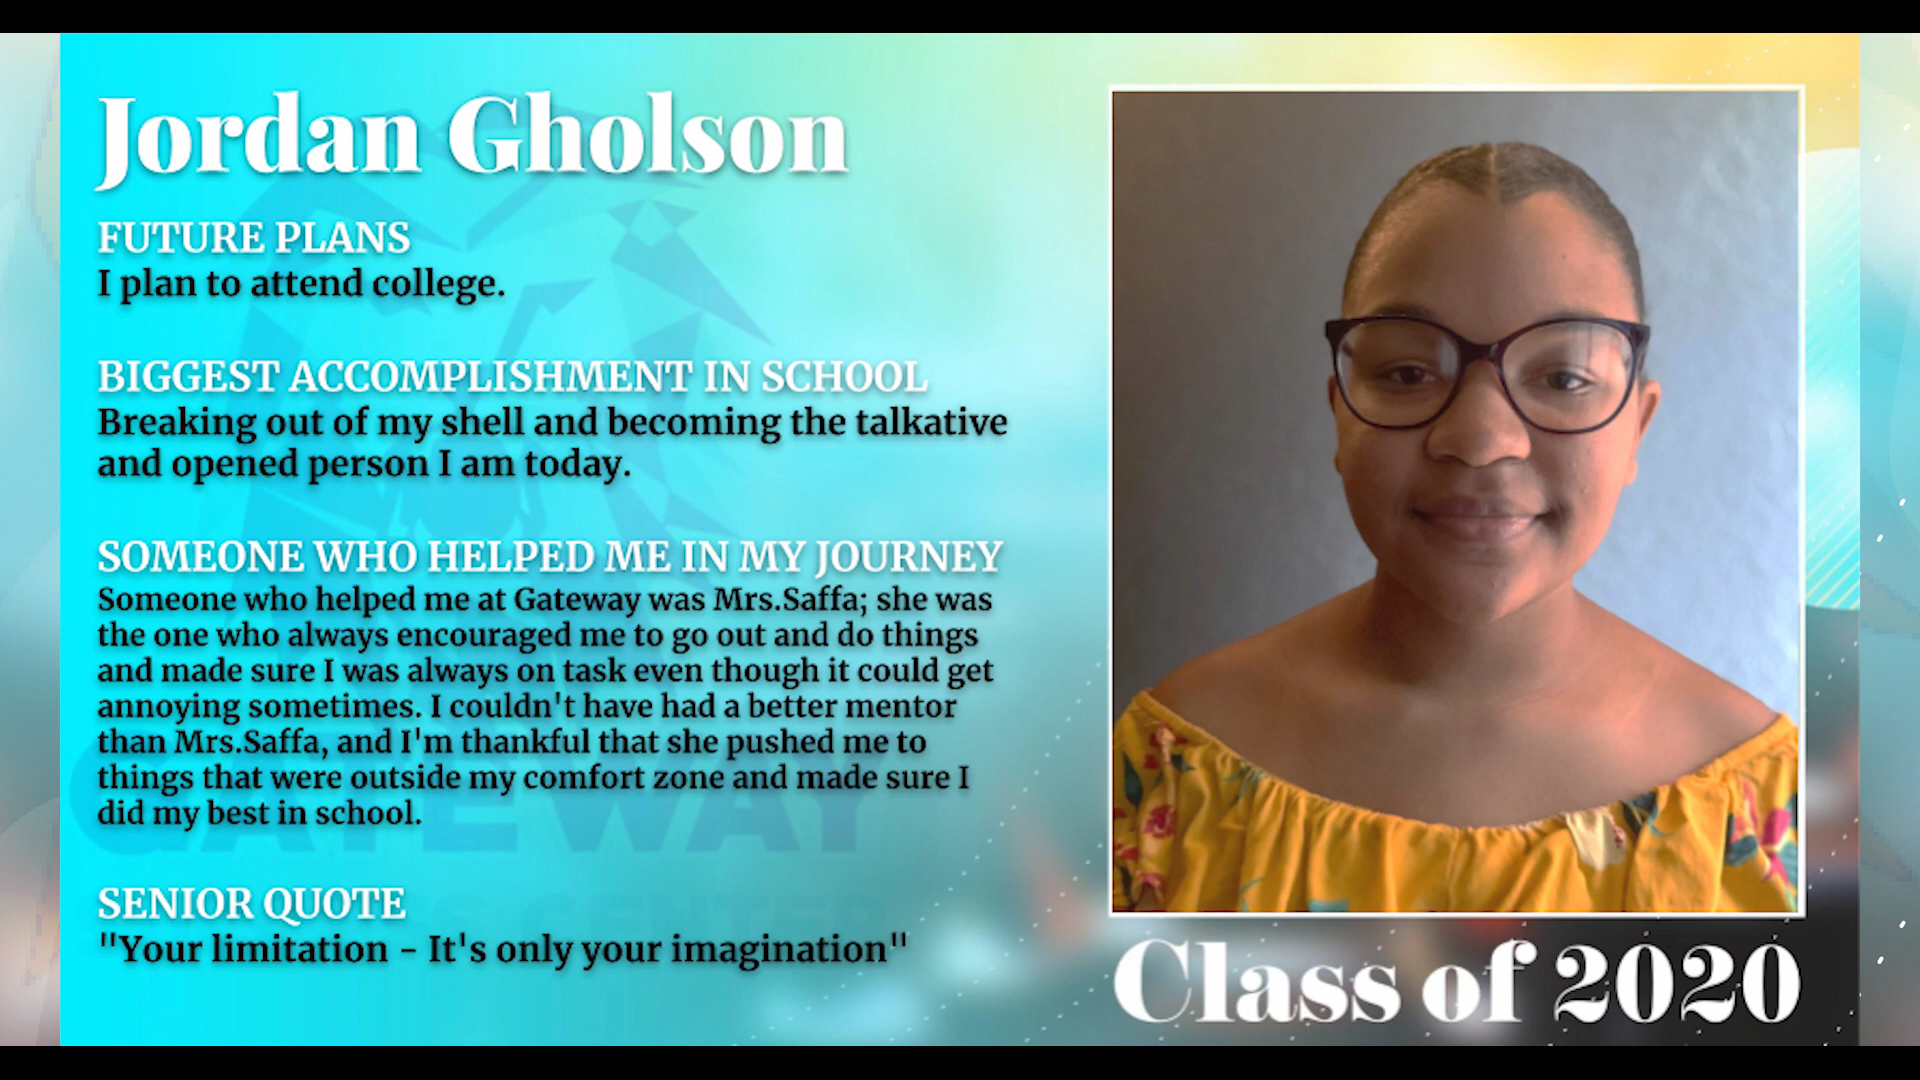 Jordan Gholson
FUTURE PLANS
I plan to attend college.
BIGGEST ACCOMPLISHMENT IN SCHOOL
Breaking out of my shell and becoming the talkative
and opened person I am today.
SOMEONE WHO HELPED ME IN MY JOURNEY
Someone who helped me at Gateway was Mrs.Saffa; she was
the one who always encouraged me to go out and do things
and made sure I was always on task even though it could get
annoying sometimes. I couldn't have had a better mentor
than Mrs.Saffa, and I'm thankful that she pushed me to
things that were outside my comfort zone and made sure I
did my best in school.
GATEWAY
SENIOR QUOTE
"Your limitation - It's only your imagination"
Class of 2020